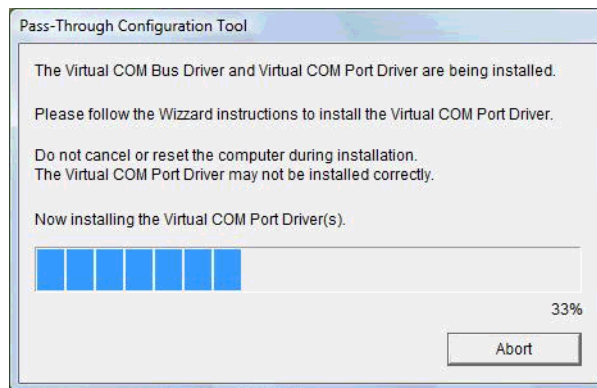 Pass-Through Configuration Tool
The Virtual COM Bus Driver and Virtual COM Port Driver are being installed.
Please follow the Wizzard instructions to install the Virtual COM Port Driver.
Do not cancel or reset the computer during installation.
The Virtual COM Port Driver may not be installed correctly.
Now installing the Virtual COM Port Driver(s).
33%
Abort